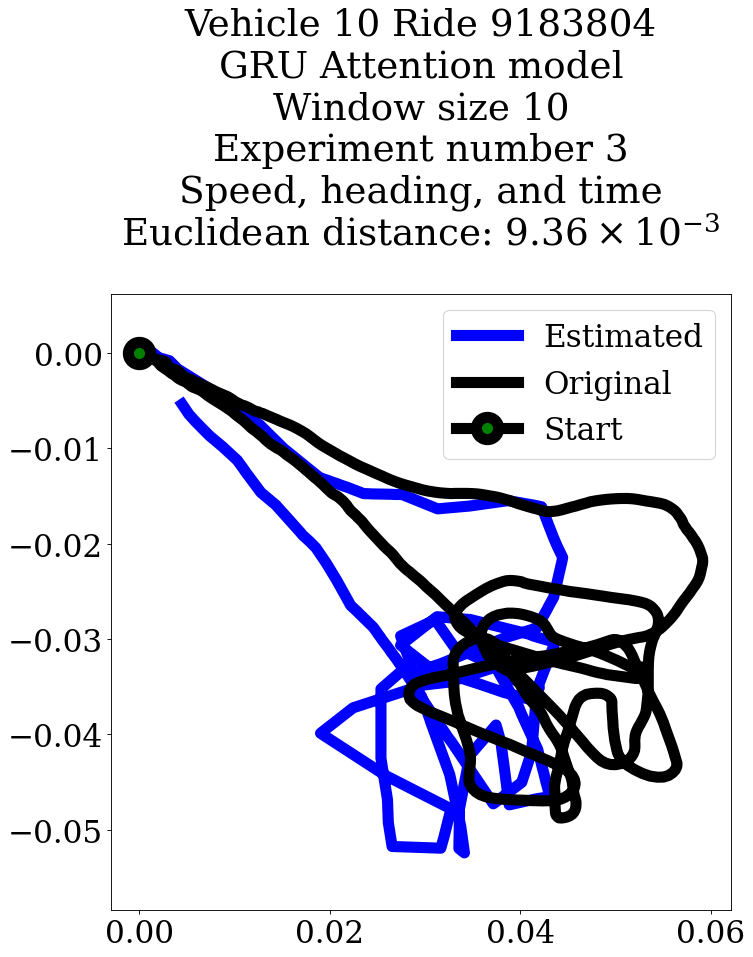 Vehicle 10 Ride 9183804
GRU Attention model
Window size 10
Experiment number 3
Speed, heading, and time
Euclidean distance: 9.36 × 10⁻³
Estimated
Original
Start
0.00
−0.01
−0.02
−0.03
−0.04
−0.05
0.00 0.02 0.04 0.06